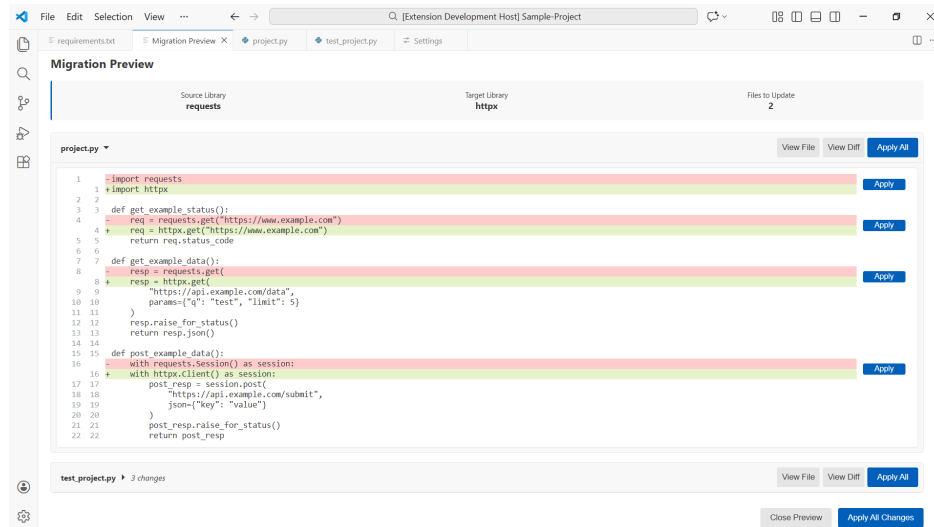 File Edit Selection View ··· ← → [Extension Development Host] Sample-Project
requirements.txt Migration Preview × project.py test_project.py Settings
Migration Preview
Source Library Target Library Files to Update
requests httpx 2
project.py View File View Diff Apply All
1 -import requests Apply
1 +import httpx
2 2
3 3 def get_example_status():
4 - req = requests.get("https://www.example.com") Apply
4 + req = httpx.get("https://www.example.com")
5 5 return req.status_code
6 6
7 7 def get_example_data():
8 - resp = requests.get( Apply
8 + resp = httpx.get(
9 9 "https://api.example.com/data",
10 10 params={"q": "test", "limit": 5}
11 11 )
12 12 resp.raise_for_status()
13 13 return resp.json()
14 14
15 15 def post_example_data():
16 - with requests.Session() as session: Apply
16 + with httpx.Client() as session:
17 17 post_resp = session.post(
18 18 "https://api.example.com/submit",
19 19 json={"key": "value"}
20 20 )
21 21 post_resp.raise_for_status()
22 22 return post_resp
test_project.py 3 changes View File View Diff Apply All
Close Preview Apply All Changes